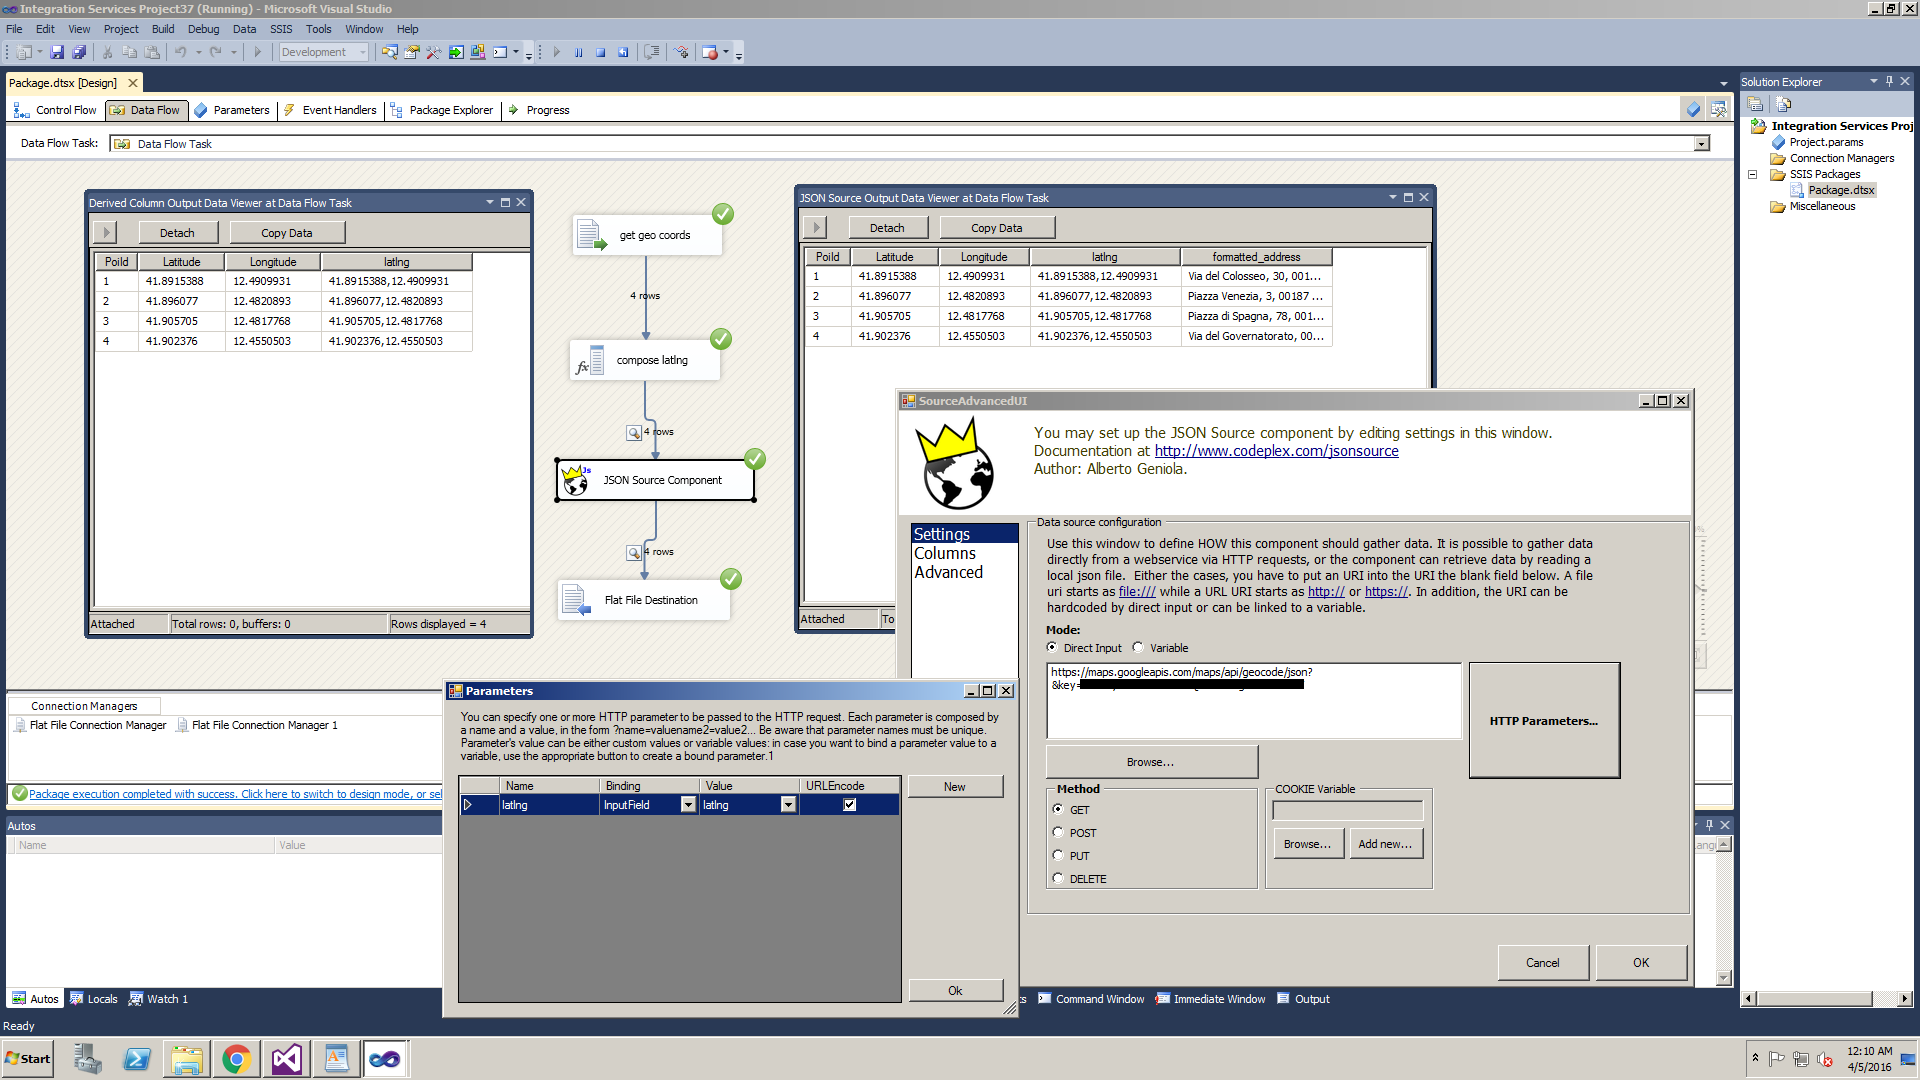 Integration Services Project37 (Running) - Microsoft Visual Studio
File Edit View Project Build Debug Data SSIS Tools Window Help
Development
Package.dtsx [Design]
Control Flow Data Flow Parameters Event Handlers Package Explorer Progress
Data Flow Task: Data Flow Task
Derived Column Output Data Viewer at Data Flow Task
Detach Copy Data
PoiId Latitude Longitude latlng
1 41.8915388 12.4909931 41.8915388,12.4909931
2 41.896077 12.4820893 41.896077,12.4820893
3 41.905705 12.4817768 41.905705,12.4817768
4 41.902376 12.4550503 41.902376,12.4550503
Attached Total rows: 0, buffers: 0 Rows displayed = 4
get geo coords
4 rows
compose latlng
4 rows
Js
JSON Source Component
4 rows
Flat File Destination
JSON Source Output Data Viewer at Data Flow Task
Detach Copy Data
PoiId Latitude Longitude latlng formatted_address
1 41.8915388 12.4909931 41.8915388,12.4909931 Via del Colosseo, 30, 001...
2 41.896077 12.4820893 41.896077,12.4820893 Piazza Venezia, 3, 00187 ...
3 41.905705 12.4817768 41.905705,12.4817768 Piazza di Spagna, 78, 001...
4 41.902376 12.4550503 41.902376,12.4550503 Via del Governatorato, 00...
Attached To
SourceAdvancedUI
You may set up the JSON Source component by editing settings in this window.
Documentation at http://www.codeplex.com/jsonsource
Author: Alberto Geniola.
Settings
Columns
Advanced
Data source configuration
Use this window to define HOW this component should gather data. It is possible to gather data
directly from a webservice via HTTP requests, or the component can retrieve data by reading a
local json file. Either the cases, you have to put an URI into the URI the blank field below. A file
uri starts as file:/// while a URL URI starts as http:// or https://. In addition, the URI can be
hardcoded by direct input or can be linked to a variable.
Mode:
Direct Input Variable
https://maps.googleapis.com/maps/api/geocode/json?
&key=
HTTP Parameters...
Browse...
Method
GET
POST
PUT
DELETE
COOKIE Variable
Browse... Add new...
Cancel OK
Parameters
You can specify one or more HTTP parameter to be passed to the HTTP request. Each parameter is composed by
a name and a value, in the form ?name=valuename2=value2... Be aware that parameter names must be unique.
Parameter's value can be either custom values or variable values: in case you want to bind a parameter value to a
variable, use the appropriate button to create a bound parameter.1
Name Binding Value URLEncode
latlng InputField latlng
New
Ok
Connection Managers
Flat File Connection Manager Flat File Connection Manager 1
Package execution completed with success. Click here to switch to design mode, or sel
Autos
Name Value
Autos Locals Watch 1
Command Window Immediate Window Output
Ready
Solution Explorer
Integration Services Proj
Project.params
Connection Managers
SSIS Packages
Package.dtsx
Miscellaneous
Start
12:10 AM
4/5/2016